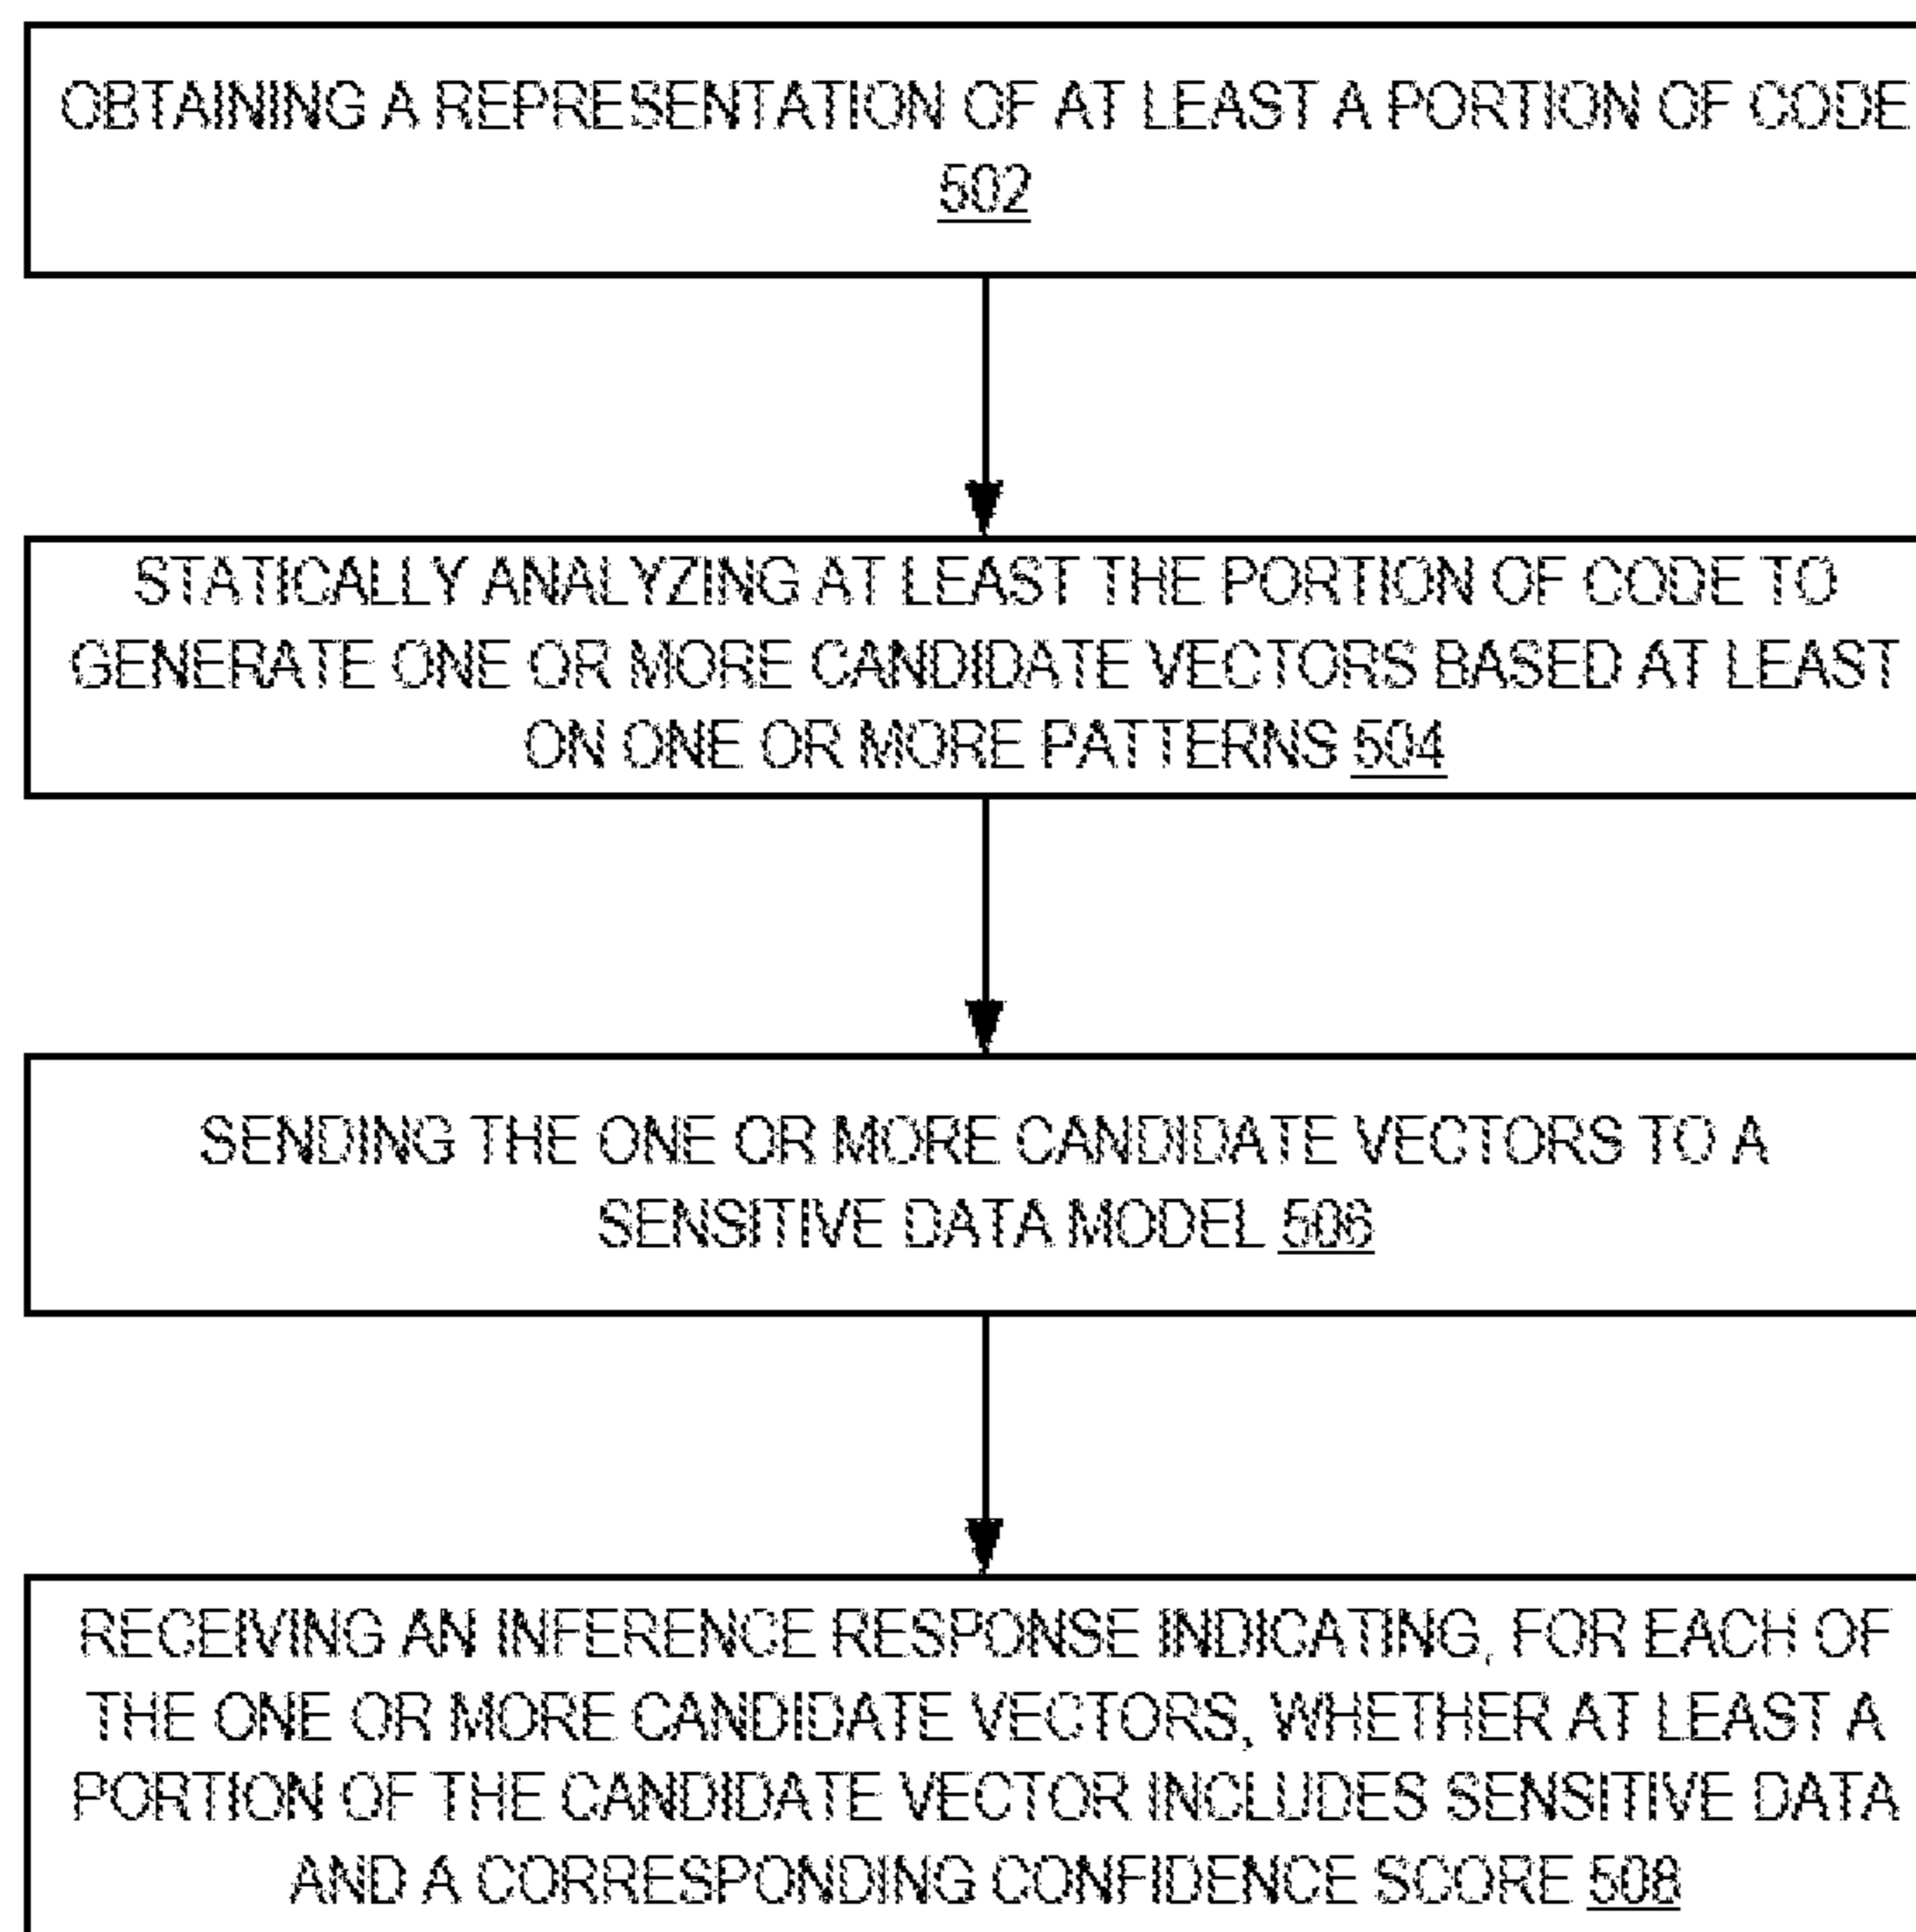 OBTAINING A REPRESENTATION OF AT LEAST A PORTION OF CODE
502
STATICALLY ANALYZING AT LEAST THE PORTION OF CODE TO
GENERATE ONE OR MORE CANDIDATE VECTORS BASED AT LEAST
ON ONE OR MORE PATTERNS 504
SENDING THE ONE OR MORE CANDIDATE VECTORS TO A
SENSITIVE DATA MODEL 506
RECEIVING AN INFERENCE RESPONSE INDICATING, FOR EACH OF
THE ONE OR MORE CANDIDATE VECTORS, WHETHER AT LEAST A
PORTION OF THE CANDIDATE VECTOR INCLUDES SENSITIVE DATA
AND A CORRESPONDING CONFIDENCE SCORE 508